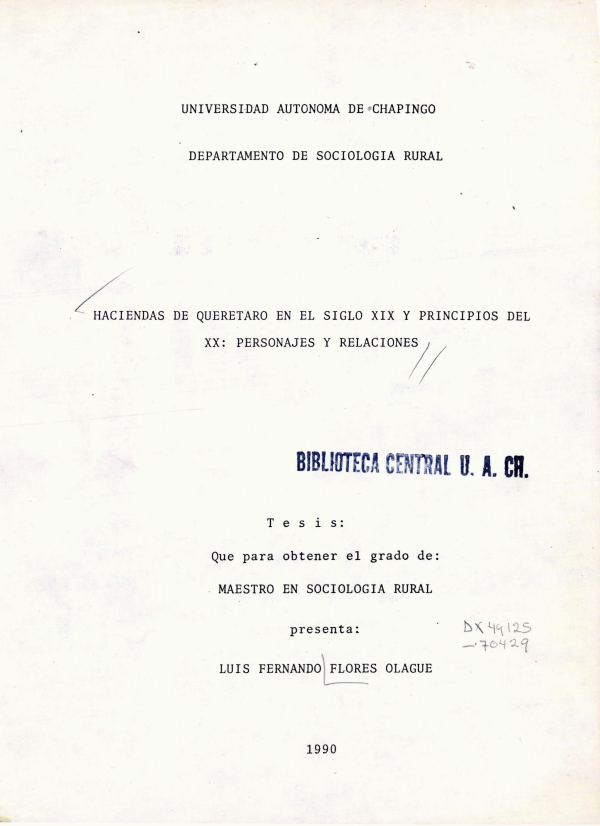 UNIVERSIDAD AUTONOMA DE CHAPINGO
DEPARTAMENTO DE SOCIOLOGIA RURAL
HACIENDAS DE QUERETARO EN EL SIGLO XIX Y PRINCIPIOS DEL
XX: PERSONAJES Y RELACIONES
BIBLIOTECA CENTRAL U. A. CH.
T e s i s:
Que para obtener el grado de:
MAESTRO EN SOCIOLOGIA RURAL
presenta:
DX 49125
-70429
LUIS FERNANDO FLORES OLAGUE
1990